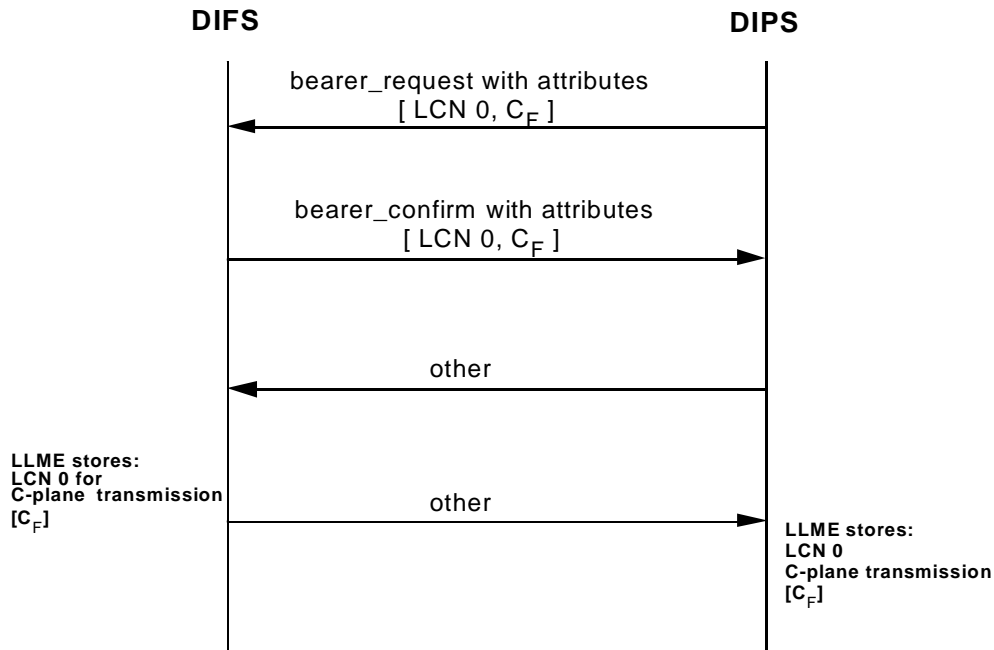 DIFS
DIPS
bearer_request with attributes
[ LCN 0, CF ]
bearer_confirm with attributes
[ LCN 0, CF ]
other
LLME stores:
LCN 0 for
C-plane transmission
[CF]
other
LLME stores:
LCN 0
C-plane transmission
[CF]